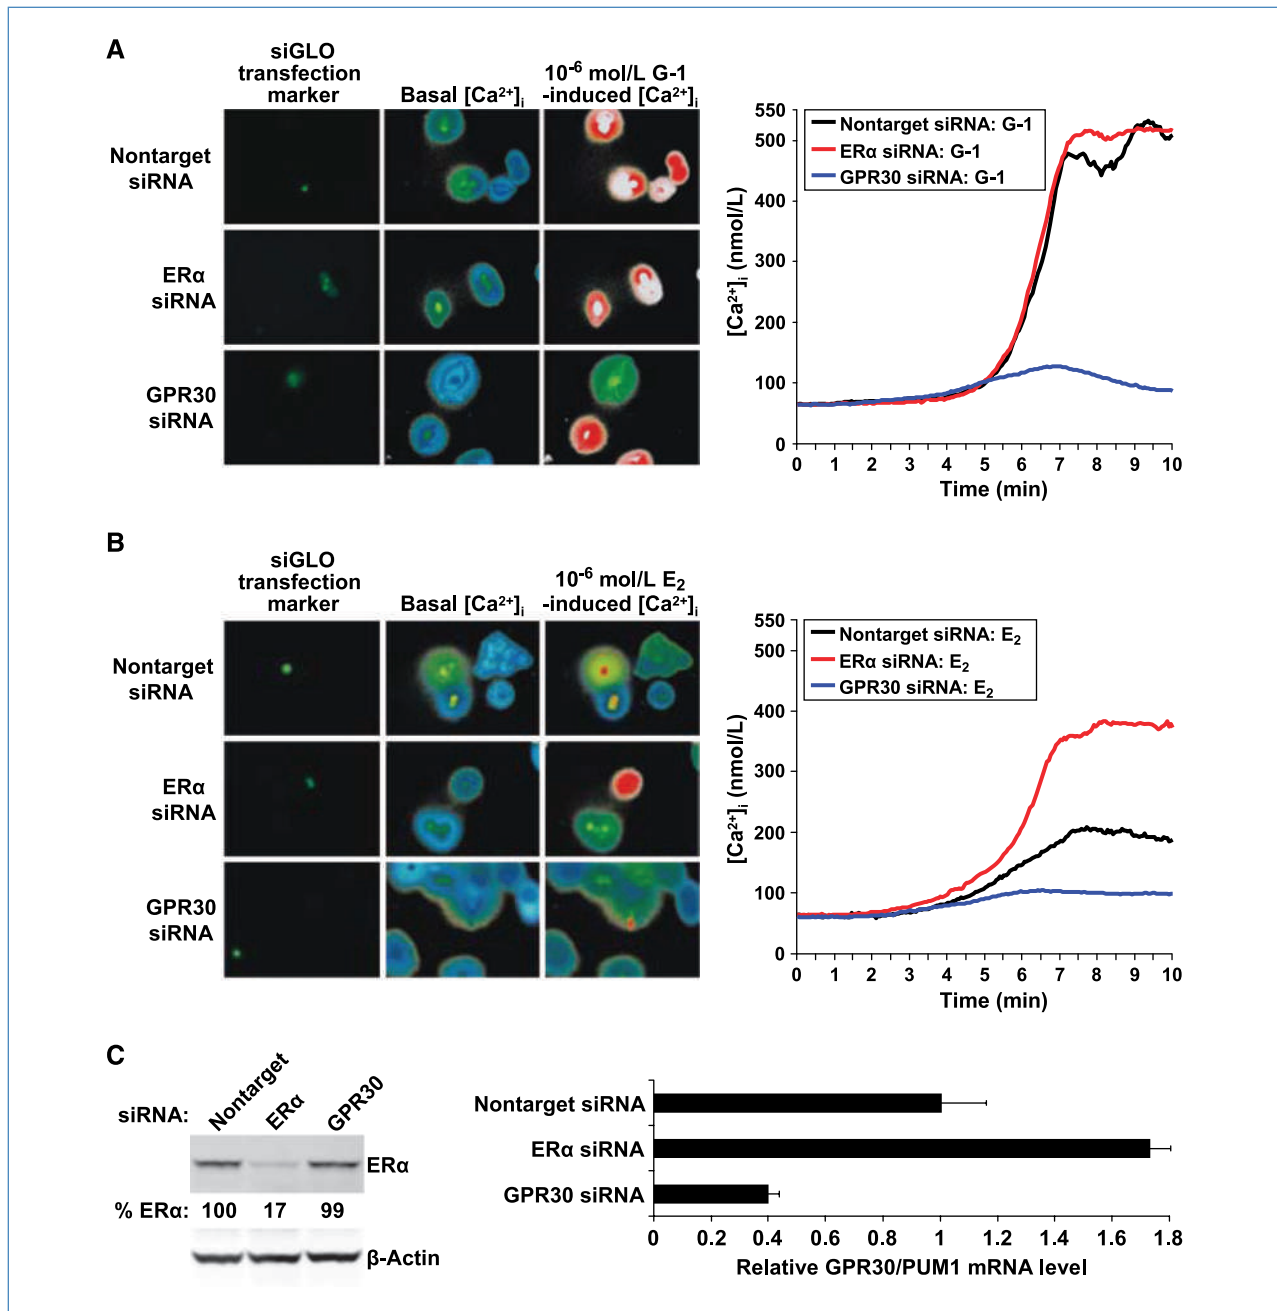 A
siGLO
transfection
marker
Basal [Ca²⁺]ᵢ
10⁻⁶ mol/L G-1
-induced [Ca²⁺]ᵢ
Nontarget
siRNA
ERα
siRNA
GPR30
siRNA
[Ca²⁺]ᵢ (nmol/L)
550
500
400
300
200
100
0
Nontarget siRNA: G-1
ERα siRNA: G-1
GPR30 siRNA: G-1
0 1 2 3 4 5 6 7 8 9 10
Time (min)
B
siGLO
transfection
marker
Basal [Ca²⁺]ᵢ
10⁻⁶ mol/L E₂
-induced [Ca²⁺]ᵢ
Nontarget
siRNA
ERα
siRNA
GPR30
siRNA
[Ca²⁺]ᵢ (nmol/L)
550
500
400
300
200
100
0
Nontarget siRNA: E₂
ERα siRNA: E₂
GPR30 siRNA: E₂
0 1 2 3 4 5 6 7 8 9 10
Time (min)
C
siRNA: Nontarget ERα GPR30
ERα
% ERα: 100 17 99
β-Actin
Nontarget siRNA
ERα siRNA
GPR30 siRNA
0 0.2 0.4 0.6 0.8 1 1.2 1.4 1.6 1.8
Relative GPR30/PUM1 mRNA level